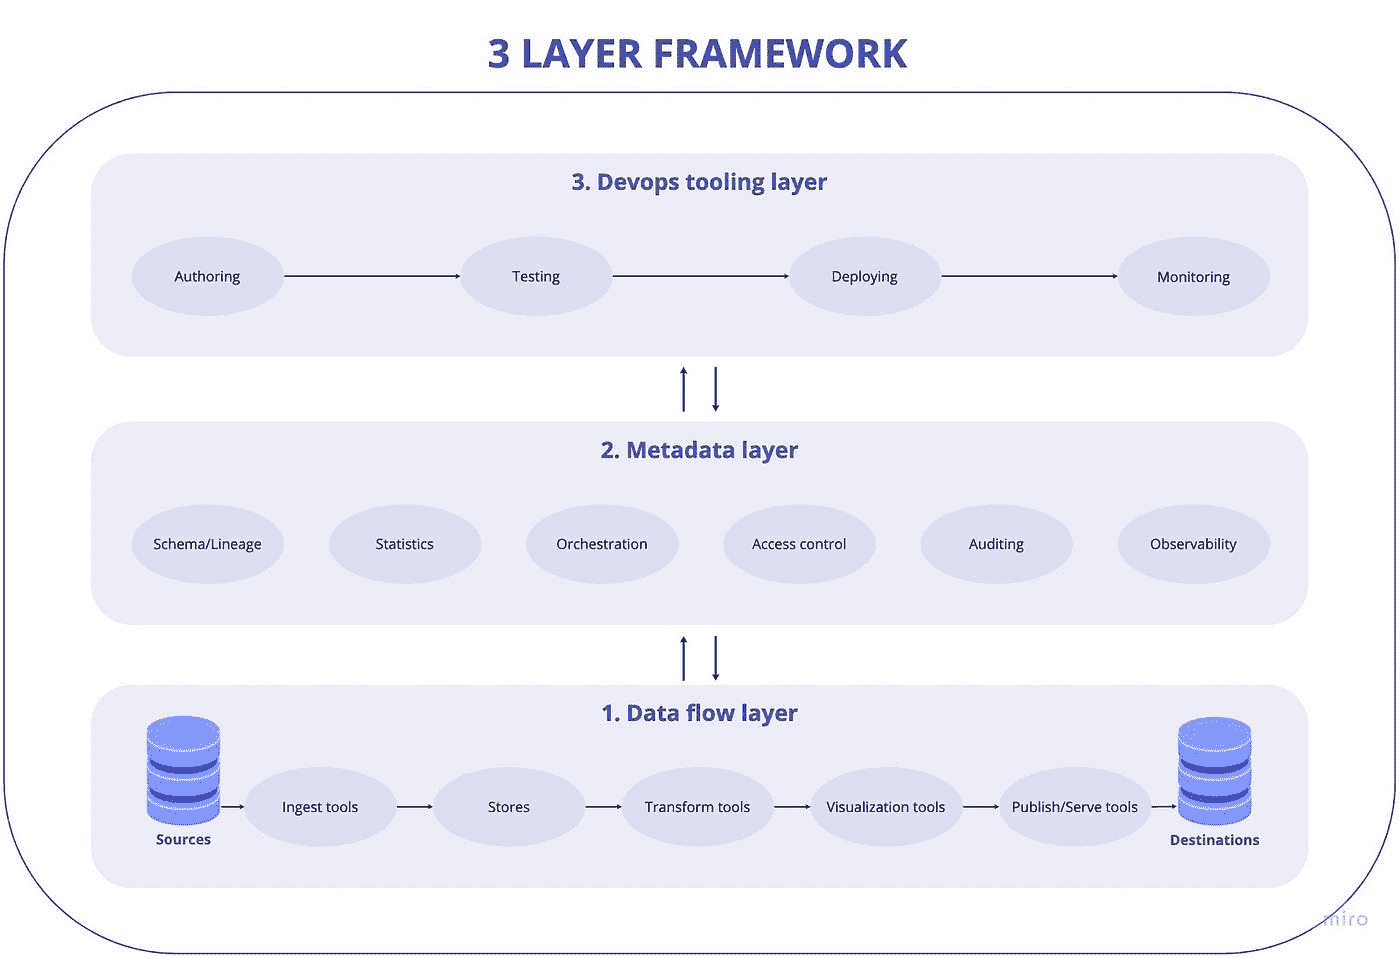 3 LAYER FRAMEWORK
3. Devops tooling layer
Authoring
Testing
Deploying
Monitoring
2. Metadata layer
Schema/Lineage
Statistics
Orchestration
Access control
Auditing
Observability
1. Data flow layer
Ingest tools
Stores
Transform tools
Visualization tools
Publish/Serve tools
Sources
Destinations
miro